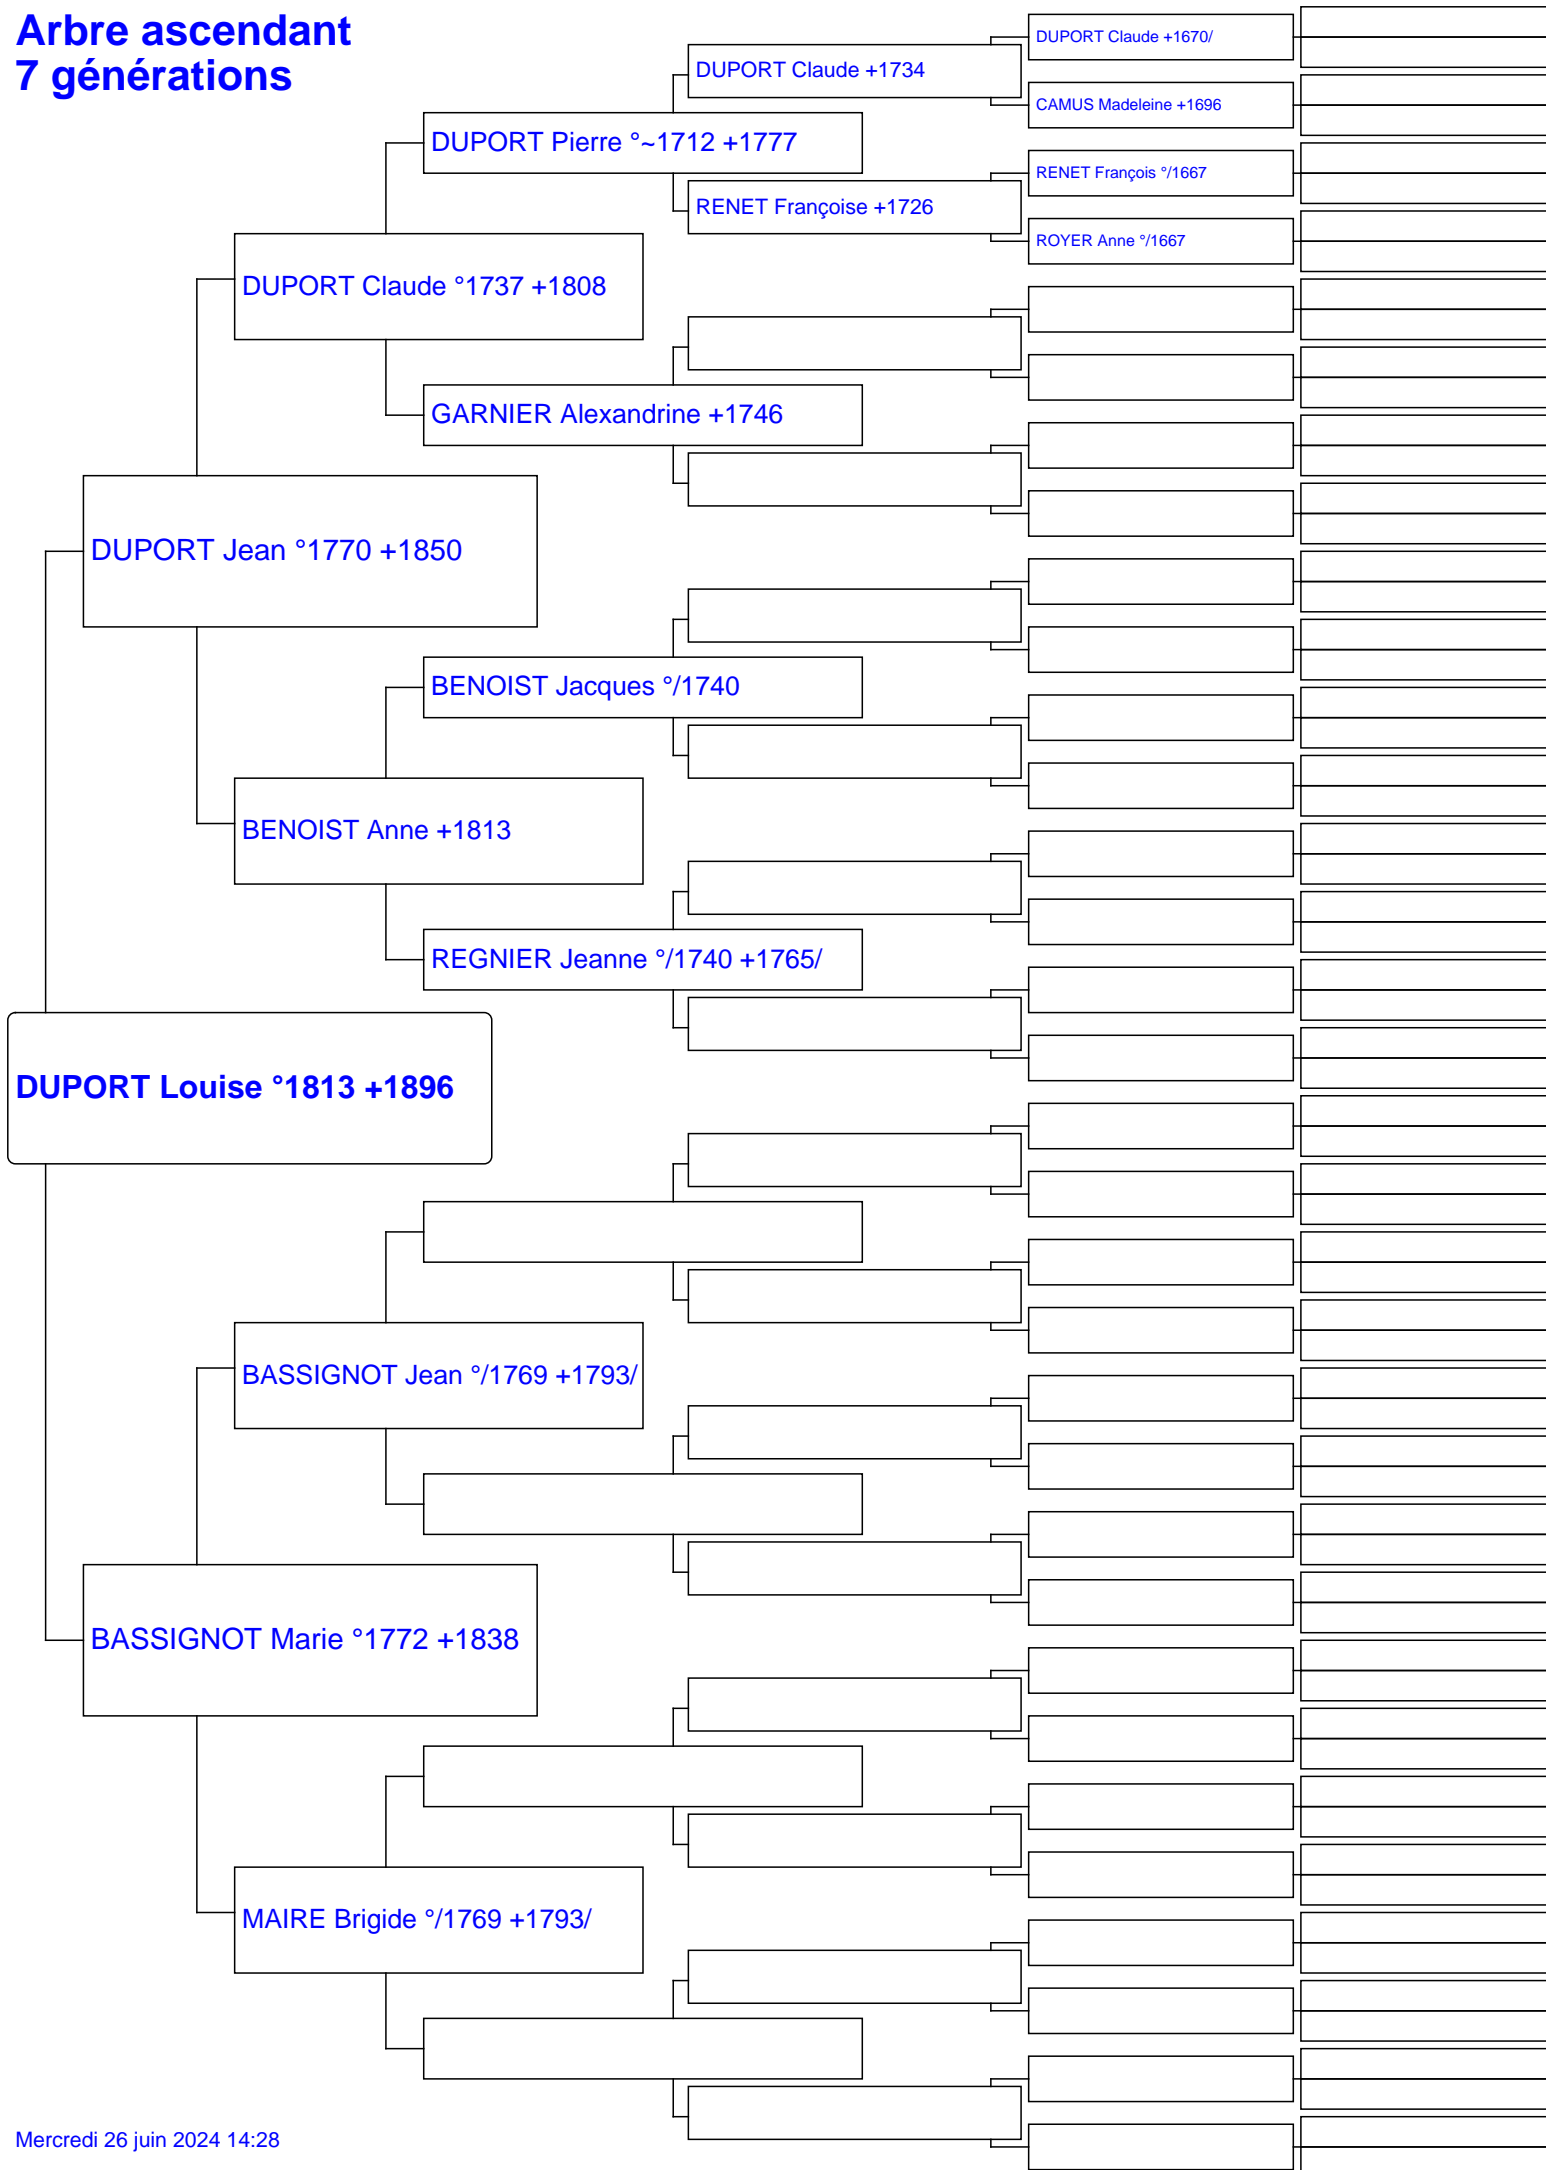 Arbre ascendant
7 générations
DUPORT Claude +1670/
DUPORT Claude +1734
CAMUS Madeleine +1696
DUPORT Pierre °~1712 +1777
RENET François °/1667
RENET Françoise +1726
ROYER Anne °/1667
DUPORT Claude °1737 +1808
GARNIER Alexandrine +1746
DUPORT Jean °1770 +1850
BENOIST Jacques °/1740
BENOIST Anne +1813
REGNIER Jeanne °/1740 +1765/
DUPORT Louise °1813 +1896
BASSIGNOT Jean °/1769 +1793/
BASSIGNOT Marie °1772 +1838
MAIRE Brigide °/1769 +1793/
Mercredi 26 juin 2024 14:28